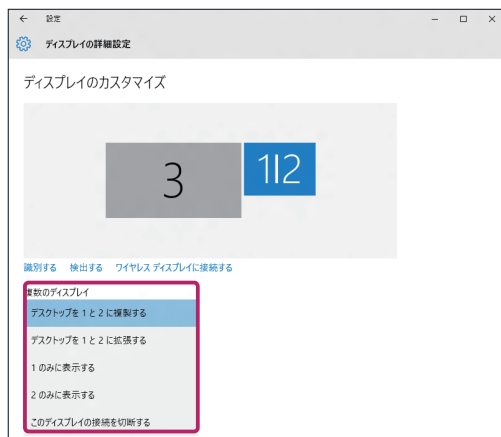 設定
ディスプレイの詳細設定
ディスプレイのカスタマイズ
3
1|2
識別する 検出する ワイヤレス ディスプレイに接続する
複数のディスプレイ
デスクトップを 1 と 2 に複製する
デスクトップを 1 と 2 に拡張する
1 のみに表示する
2 のみに表示する
このディスプレイの接続を切断する